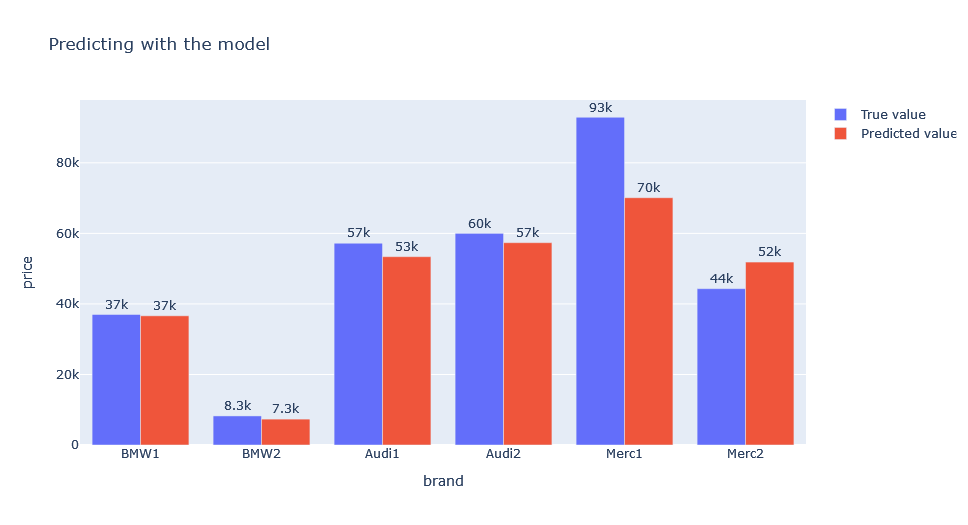 Predicting with the model
True value
Predicted value
price
80k
60k
40k
20k
0
37k 37k
8.3k 7.3k
57k 53k
60k 57k
93k 70k
44k 52k
BMW1 BMW2 Audi1 Audi2 Merc1 Merc2
brand